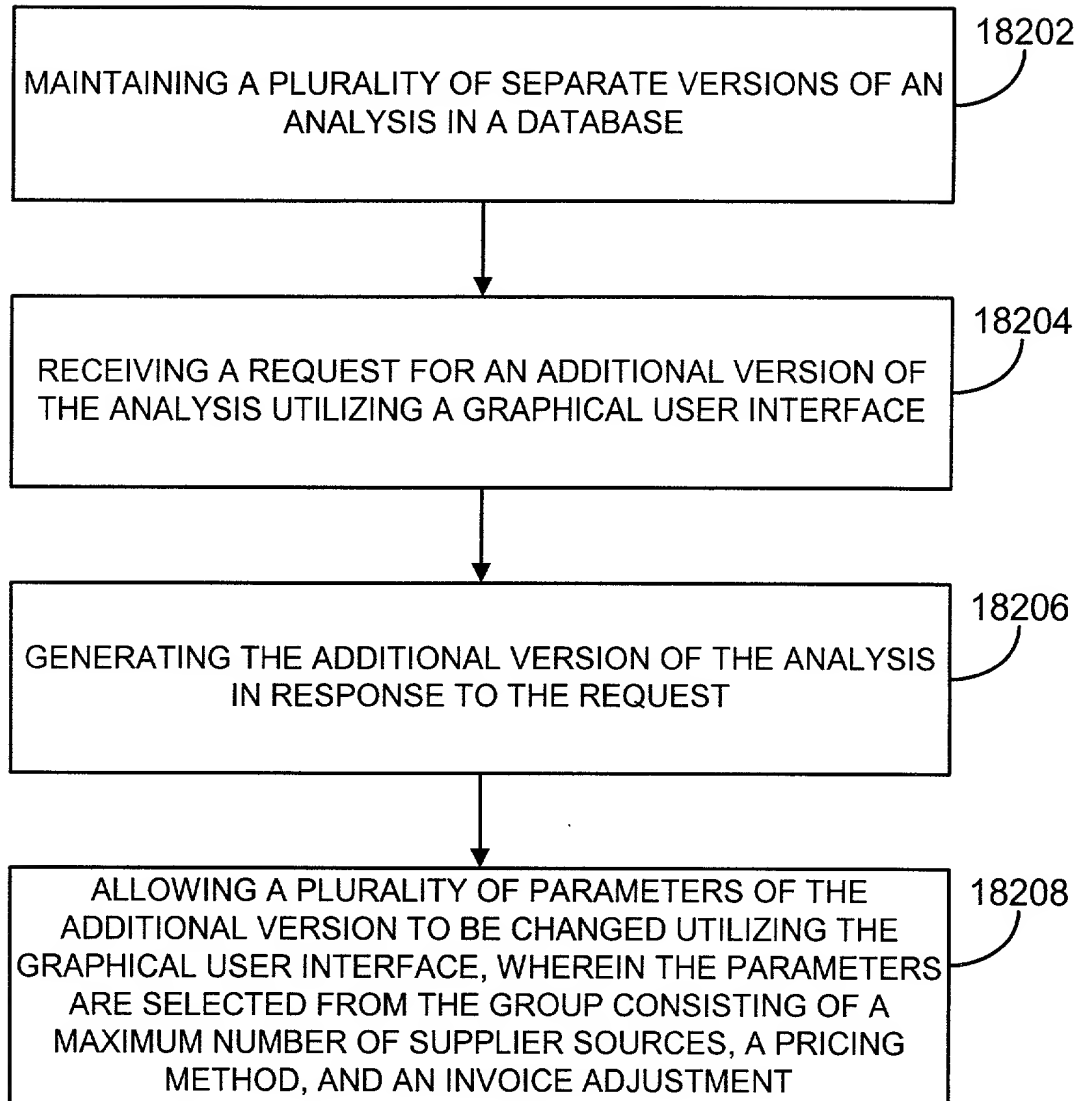 18202
MAINTAINING A PLURALITY OF SEPARATE VERSIONS OF AN
ANALYSIS IN A DATABASE
18204
RECEIVING A REQUEST FOR AN ADDITIONAL VERSION OF
THE ANALYSIS UTILIZING A GRAPHICAL USER INTERFACE
18206
GENERATING THE ADDITIONAL VERSION OF THE ANALYSIS
IN RESPONSE TO THE REQUEST
18208
ALLOWING A PLURALITY OF PARAMETERS OF THE
ADDITIONAL VERSION TO BE CHANGED UTILIZING THE
GRAPHICAL USER INTERFACE, WHEREIN THE PARAMETERS
ARE SELECTED FROM THE GROUP CONSISTING OF A
MAXIMUM NUMBER OF SUPPLIER SOURCES, A PRICING
METHOD, AND AN INVOICE ADJUSTMENT